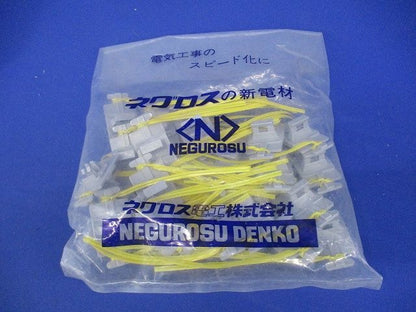 電気工事の
スピード化に
ネグロスの新電材
<N>
NEGUROSU
ネグロス電工株式会社
NEGUROSU DENKO